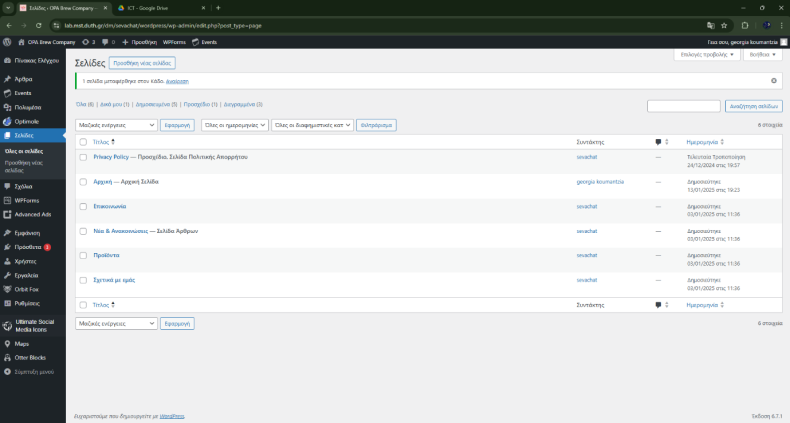 Σελίδες ‹ OPA Brew Company —
ICT - Google Drive
lab.mst.duth.gr/dm/sevachat/wordpress/wp-admin/edit.php?post_type=page
OPA Brew Company
3
0
Προσθήκη
WPForms
Events
Γεια σου, georgia koumantzia
Πίνακας Ελέγχου
Άρθρα
Events
Πολυμέσα
Optimole
Σελίδες
Όλες οι σελίδες
Προσθήκη νέας σελίδας
Σχόλια
WPForms
Advanced Ads
Εμφάνιση
Πρόσθετα 3
Χρήστες
Εργαλεία
Orbit Fox
Ρυθμίσεις
Ultimate Social Media Icons
Maps
Otter Blocks
Σύμπτυξη μενού
Επιλογές προβολής
Βοήθεια
Σελίδες
Προσθήκη νέας σελίδας
1 σελίδα μεταφέρθηκε στον Κάδο. Αναίρεση
Όλα (6) | Δικά μου (1) | Δημοσιευμένα (5) | Προσχέδιο (1) | Διεγραμμένα (3)
Αναζήτηση σελίδων
Μαζικές ενέργειες
Εφαρμογή
Όλες οι ημερομηνίες
Όλες οι διαφημιστικές κατ
Φιλτράρισμα
6 στοιχεία
Τίτλος
Συντάκτης
Ημερομηνία
Privacy Policy — Προσχέδιο, Σελίδα Πολιτικής Απορρήτου
sevachat
—
Τελευταία Τροποποίηση
24/12/2024 στις 19:57
Αρχική — Αρχική Σελίδα
georgia koumantzia
—
Δημοσιεύτηκε
13/01/2025 στις 19:23
Επικοινωνία
sevachat
—
Δημοσιεύτηκε
03/01/2025 στις 11:36
Νέα & Ανακοινώσεις — Σελίδα Άρθρων
sevachat
—
Δημοσιεύτηκε
03/01/2025 στις 11:36
Προϊόντα
sevachat
—
Δημοσιεύτηκε
03/01/2025 στις 11:36
Σχετικά με εμάς
sevachat
—
Δημοσιεύτηκε
03/01/2025 στις 11:36
Τίτλος
Συντάκτης
Ημερομηνία
Μαζικές ενέργειες
Εφαρμογή
6 στοιχεία
Ευχαριστούμε που δημιουργείτε με WordPress.
Έκδοση 6.7.1